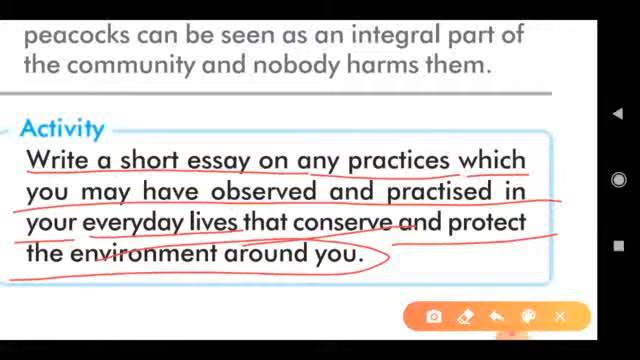 peacocks can be seen as an integral part of
the community and nobody harms them.
Activity
Write a short essay on any practices which
you may have observed and practised in
your everyday lives that conserve and protect
the environment around you.